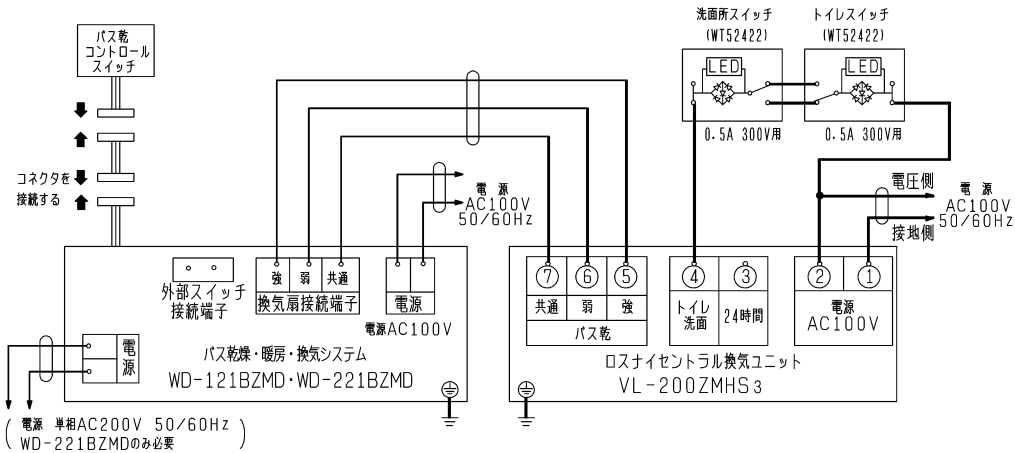 バス乾
コントロール
スイッチ
コネクタを
接続する
洗面所スイッチ
(WT52422)
トイレスイッチ
(WT52422)
LED
LED
0.5A 300V用
0.5A 300V用
電源
AC100V
50/60Hz
電圧側
接地側
電源
AC100V
50/60Hz
外部スイッチ
接続端子
強 弱 共通
換気扇接続端子
電源
電源AC100V
電源
バス乾燥・暖房・換気システム
WD-121BZMD・WD-221BZMD
(電源 単相AC200V 50/60Hz
WD-221BZMDのみ必要)
⑦ ⑥ ⑤ ④ ③ ② ①
共通 弱 強
バス乾
トイレ
洗面
24時間
電源
AC100V
ロスナイセントラル換気ユニット
VL-200ZMHS3